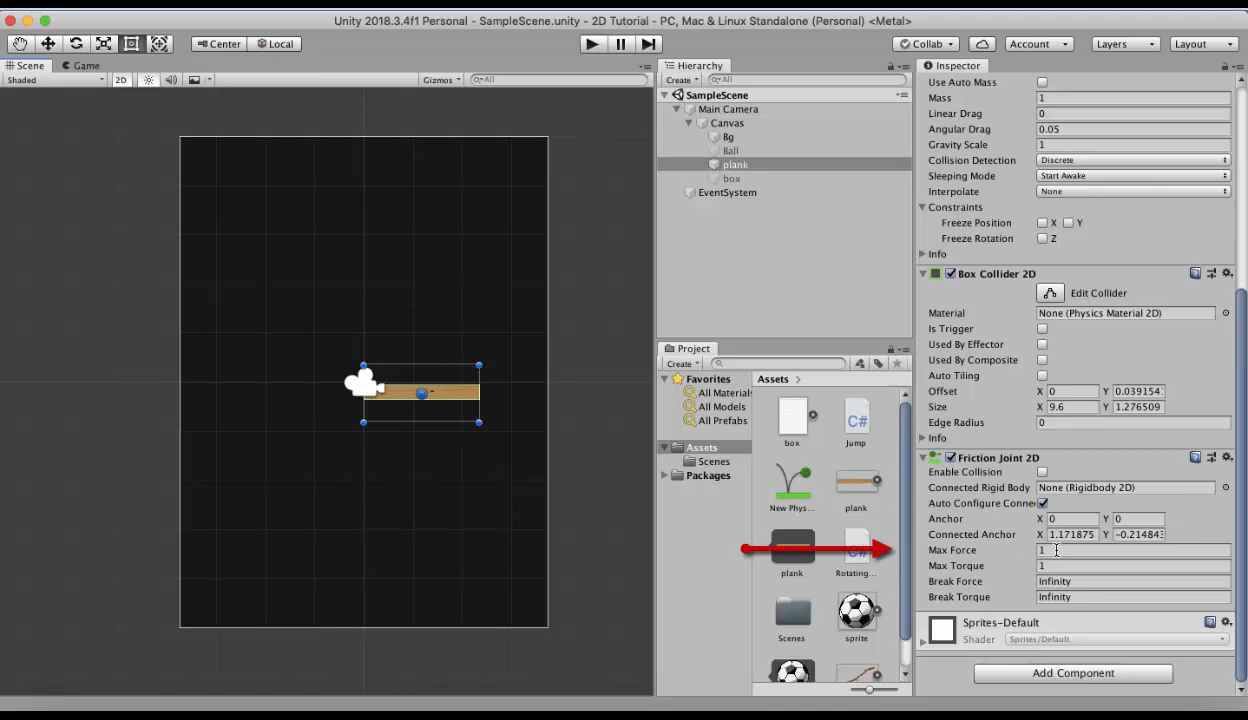 Unity 2018.3.4f1 Personal - SampleScene.unity - 2D Tutorial - PC, Mac & Linux Standalone (Personal) <Metal>
Center Local Collab Account Layers Layout
Scene Game
Shaded 2D Gizmos All
Hierarchy
Create All
SampleScene
Main Camera
Canvas
Bg
Ball
plank
box
EventSystem
Project
Create
Favorites
All Materials
All Models
All Prefabs
Assets
Scenes
Packages
Assets
box Jump
C#
New Phys... plank
plank Rotating...
C#
Scenes sprite
Inspector
Use Auto Mass
Mass 1
Linear Drag 0
Angular Drag 0.05
Gravity Scale 1
Collision Detection Discrete
Sleeping Mode Start Awake
Interpolate None
Constraints
Freeze Position X Y
Freeze Rotation Z
Info
Box Collider 2D
Edit Collider
Material None (Physics Material 2D)
Is Trigger
Used By Effector
Used By Composite
Auto Tiling
Offset X 0 Y 0.039154
Size X 9.6 Y 1.276509
Edge Radius 0
Info
Friction Joint 2D
Enable Collision
Connected Rigid Body None (Rigidbody 2D)
Auto Configure Conne
Anchor X 0 Y 0
Connected Anchor X 1.171875 Y -0.214843
Max Force 1
Max Torque 1
Break Force Infinity
Break Torque Infinity
Sprites-Default
Shader Sprites/Default
Add Component